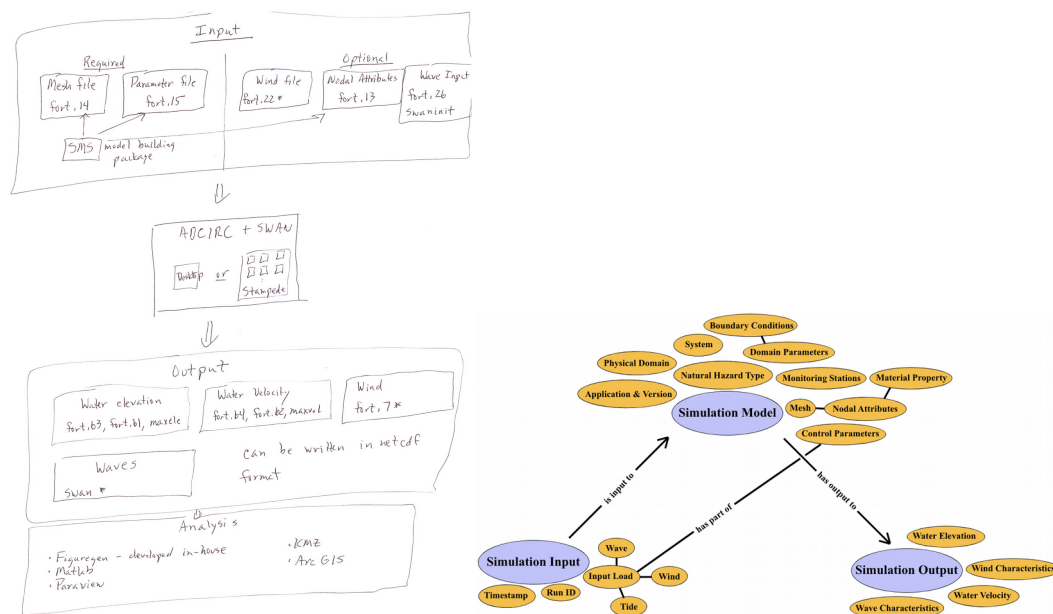 Input
Required
Optional
Mesh file
fort.14
Parameter file
fort.15
Wind file
fort.22 *
Nodal Attributes
fort.13
Wave Input
fort.26
swaninit
SMS model building
package
ADCIRC + SWAN
Desktop or
Stampede
Output
Water elevation
fort.63, fort.61, maxele
Water Velocity
fort.64, fort.62, maxvel
Wind
fort.7*
Waves
swan *
can be written in netcdf
format
Analysis
• Figuregen - developed in-house
• Matlab
• Paraview
• KMZ
• Arc GIS
Boundary Conditions
System
Domain Parameters
Physical Domain
Natural Hazard Type
Monitoring Stations
Material Property
Application & Version
Simulation Model
Mesh
Nodal Attributes
Control Parameters
is input to
has part of
has output to
Simulation Input
Wave
Input Load
Wind
Timestamp
Run ID
Tide
Water Elevation
Simulation Output
Wind Characteristics
Water Velocity
Wave Characteristics